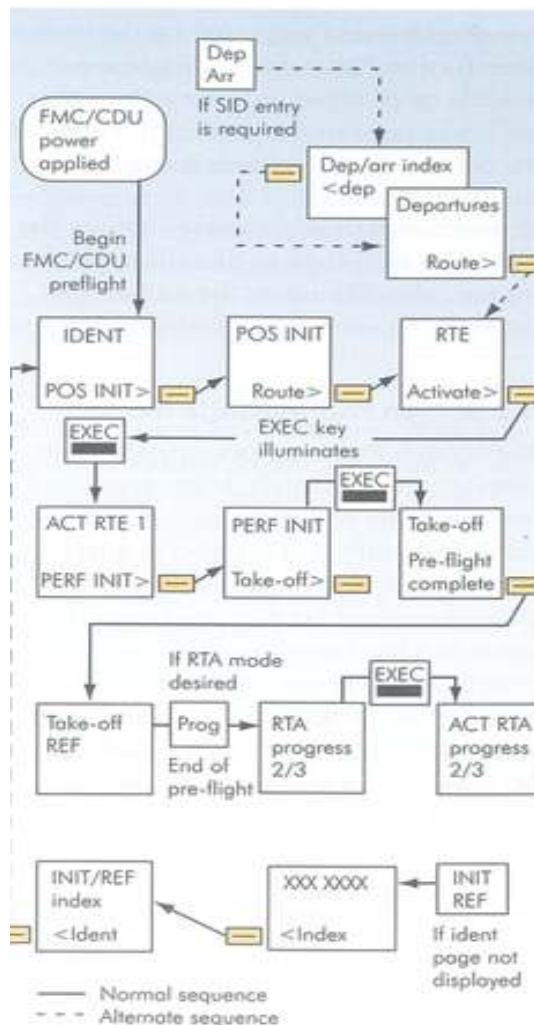 Dep
Arr
If SID entry
is required
FMC/CDU
power
applied
Dep/arr index
<dep
Departures
Route>
Begin
FMC/CDU
preflight
IDENT
POS INIT>
POS INIT
Route>
RTE
Activate>
EXEC
EXEC key
illuminates
ACT RTE 1
PERF INIT>
PERF INIT
Take-off>
EXEC
Take-off
Pre-flight
complete
If RTA mode
desired
EXEC
Take-off
REF
Prog
End of
pre-flight
RTA
progress
2/3
ACT RTA
progress
2/3
INIT/REF
index
<Ident
XXX XXXX
<Index
INIT
REF
If ident
page not
displayed
Normal sequence
Alternate sequence